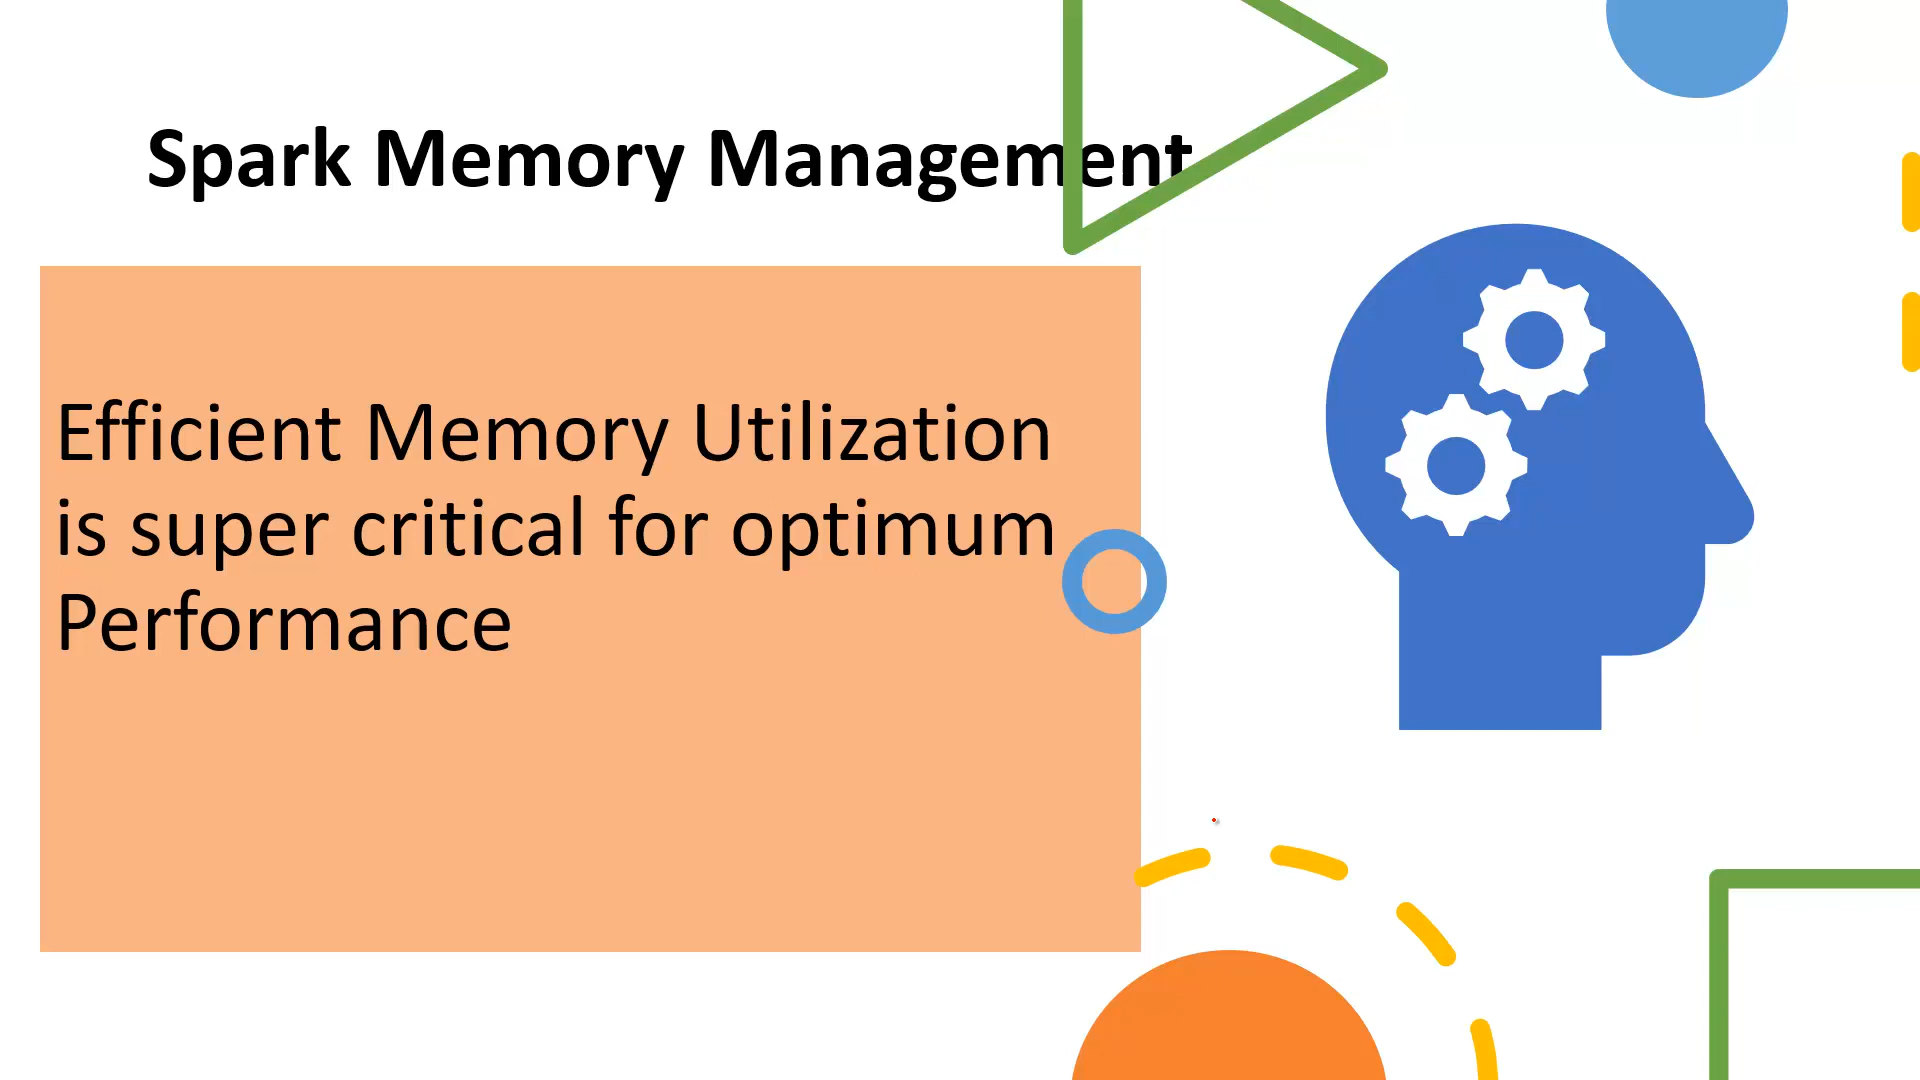 Spark Memory Management
Efficient Memory Utilization
is super critical for optimum
Performance